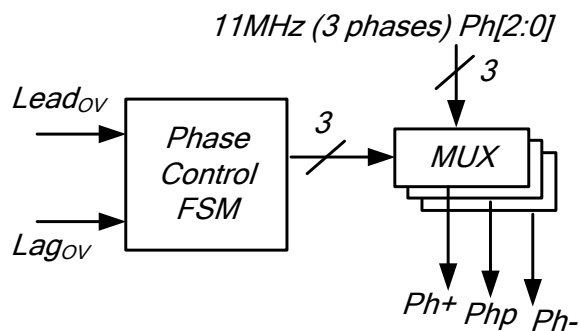 11MHz (3 phases) Ph[2:0]
3
Lead_OV
Phase
Control
FSM
3
MUX
Lag_OV
Ph+
Php
Ph-